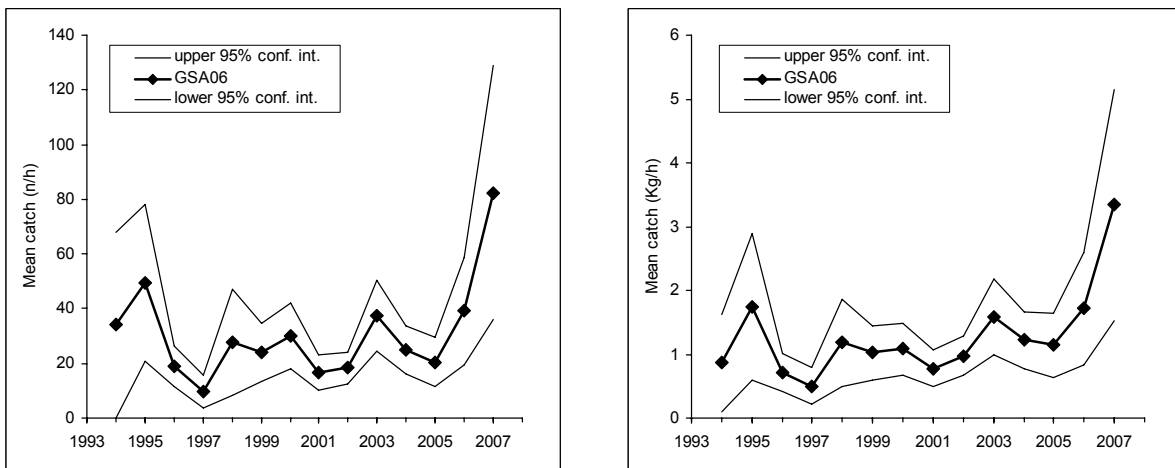 140
120
100
80
60
40
20
0
Mean catch (n/h)
upper 95% conf. int.
GSA06
lower 95% conf. int.
1993 1995 1997 1999 2001 2003 2005 2007
6
5
4
3
2
1
0
Mean catch (Kg/h)
upper 95% conf. int.
GSA06
lower 95% conf. int.
1993 1995 1997 1999 2001 2003 2005 2007